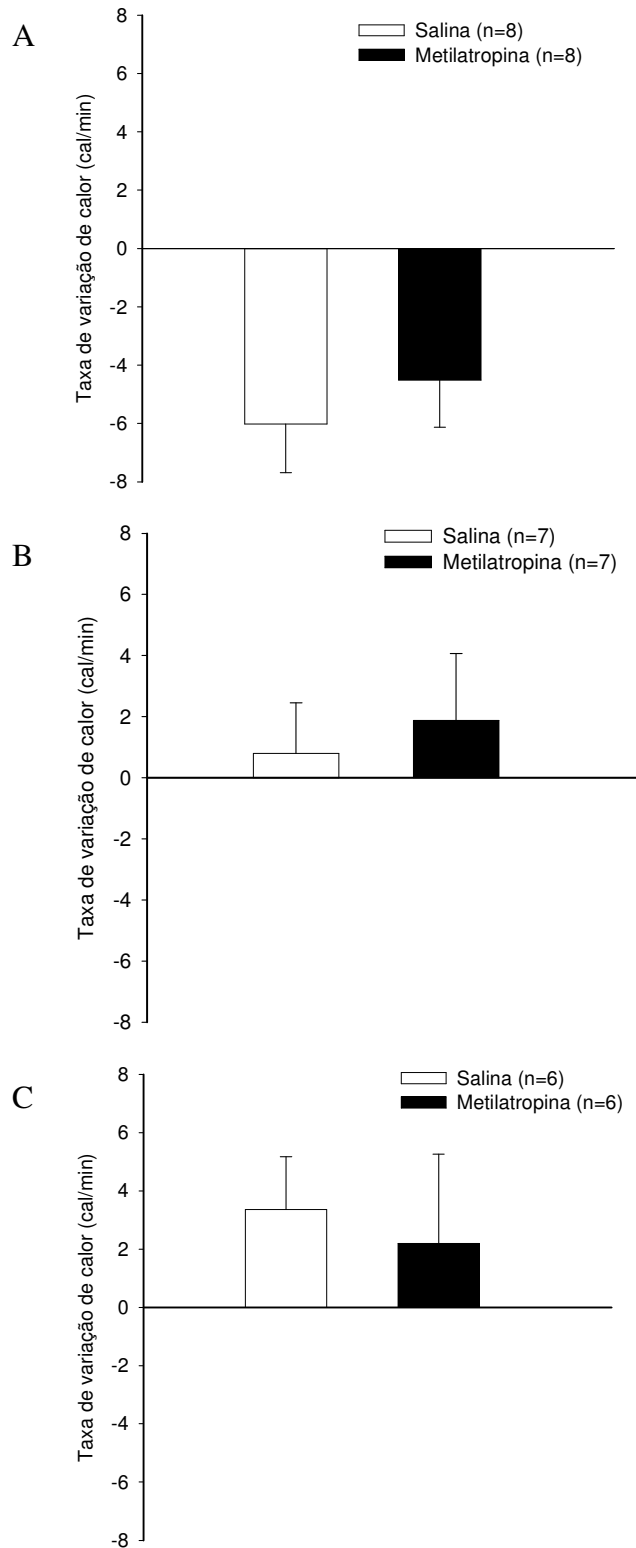 A
Salina (n=8)
Metilatropina (n=8)
Taxa de variação de calor (cal/min)
8
6
4
2
0
-2
-4
-6
-8
B
Salina (n=7)
Metilatropina (n=7)
Taxa de variação de calor (cal/min)
8
6
4
2
0
-2
-4
-6
-8
C
Salina (n=6)
Metilatropina (n=6)
Taxa de variação de calor (cal/min)
8
6
4
2
0
-2
-4
-6
-8